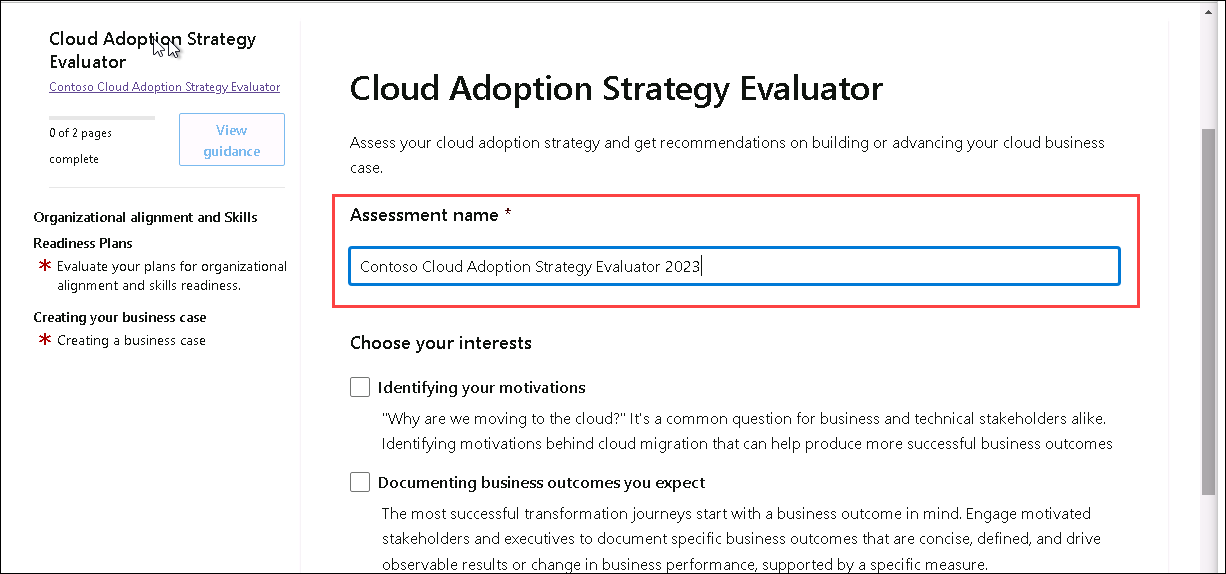 Cloud Adoption Strategy
Evaluator
Contoso Cloud Adoption Strategy Evaluator
0 of 2 pages
complete
View
guidance
Organizational alignment and Skills
Readiness Plans
* Evaluate your plans for organizational
alignment and skills readiness.
Creating your business case
* Creating a business case
Cloud Adoption Strategy Evaluator
Assess your cloud adoption strategy and get recommendations on building or advancing your cloud business
case.
Assessment name *
Contoso Cloud Adoption Strategy Evaluator 2023
Choose your interests
Identifying your motivations
"Why are we moving to the cloud?" It's a common question for business and technical stakeholders alike.
Identifying motivations behind cloud migration that can help produce more successful business outcomes
Documenting business outcomes you expect
The most successful transformation journeys start with a business outcome in mind. Engage motivated
stakeholders and executives to document specific business outcomes that are concise, defined, and drive
observable results or change in business performance, supported by a specific measure.